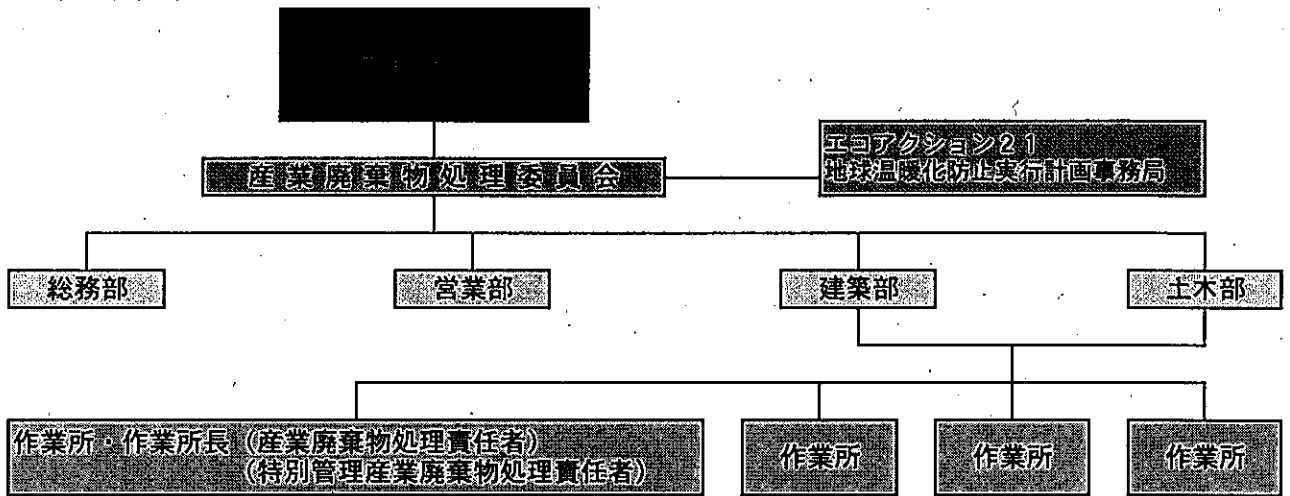 産業廃棄物処理委員会
エコアクション21
地球温暖化防止実行計画事務局
総務部
営業部
建築部
土木部
作業所・作業所長（産業廃棄物処理責任者）
（特別管理産業廃棄物処理責任者）
作業所
作業所
作業所